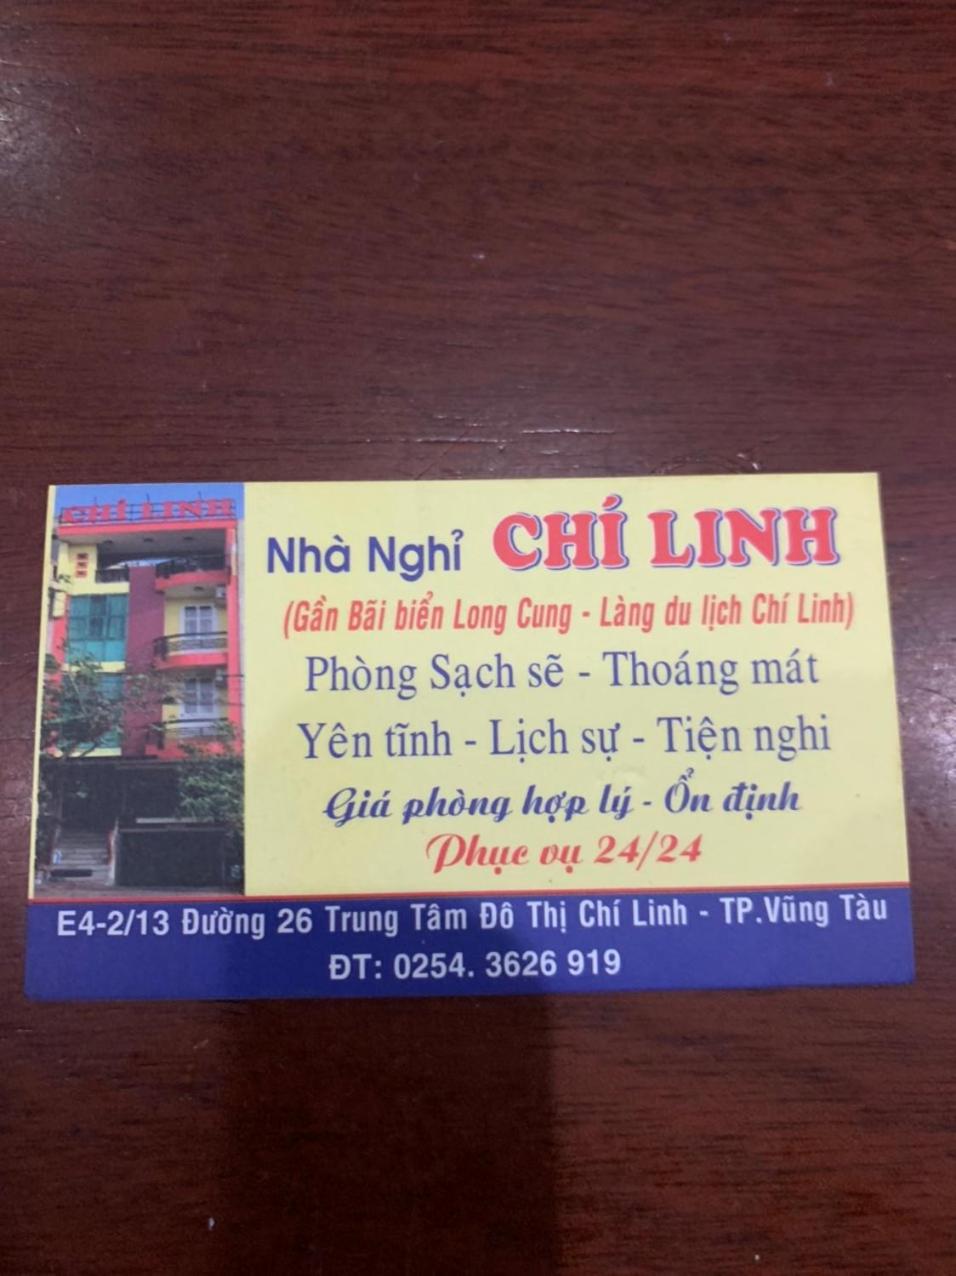 CHÍ LINH
Nhà Nghỉ CHÍ LINH
(Gần Bãi biển Long Cung - Làng du lịch Chí Linh)
Phòng Sạch sẽ - Thoáng mát
Yên tĩnh - Lịch sự - Tiện nghi
Giá phòng hợp lý - Ổn định
Phục vụ 24/24
E4-2/13 Đường 26 Trung Tâm Đô Thị Chí Linh - TP.Vũng Tàu
ĐT: 0254. 3626 919